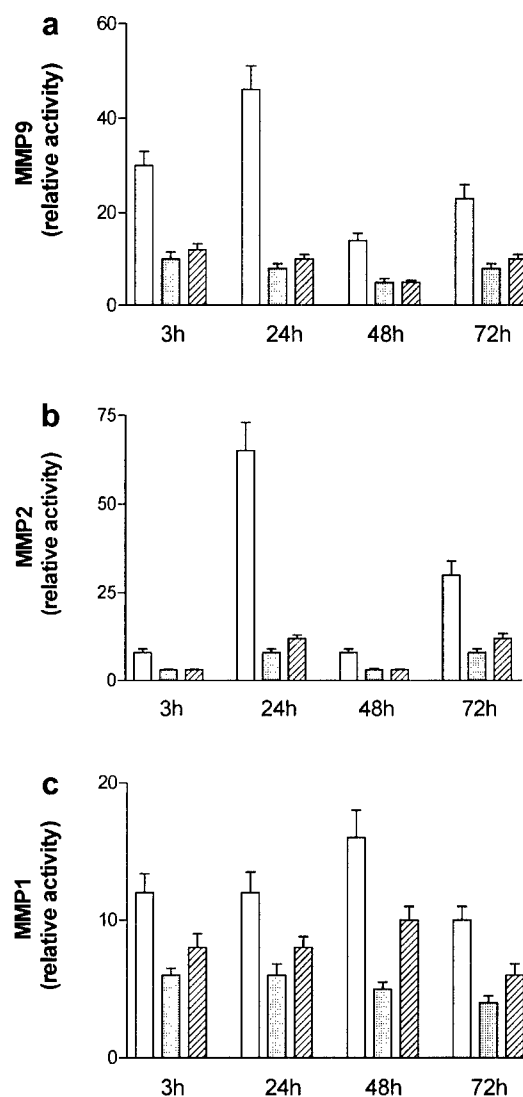 a
MMP9
(relative activity)
60
40
20
0
3h 24h 48h 72h
b
MMP2
(relative activity)
75
50
25
0
3h 24h 48h 72h
c
MMP1
(relative activity)
20
10
0
3h 24h 48h 72h